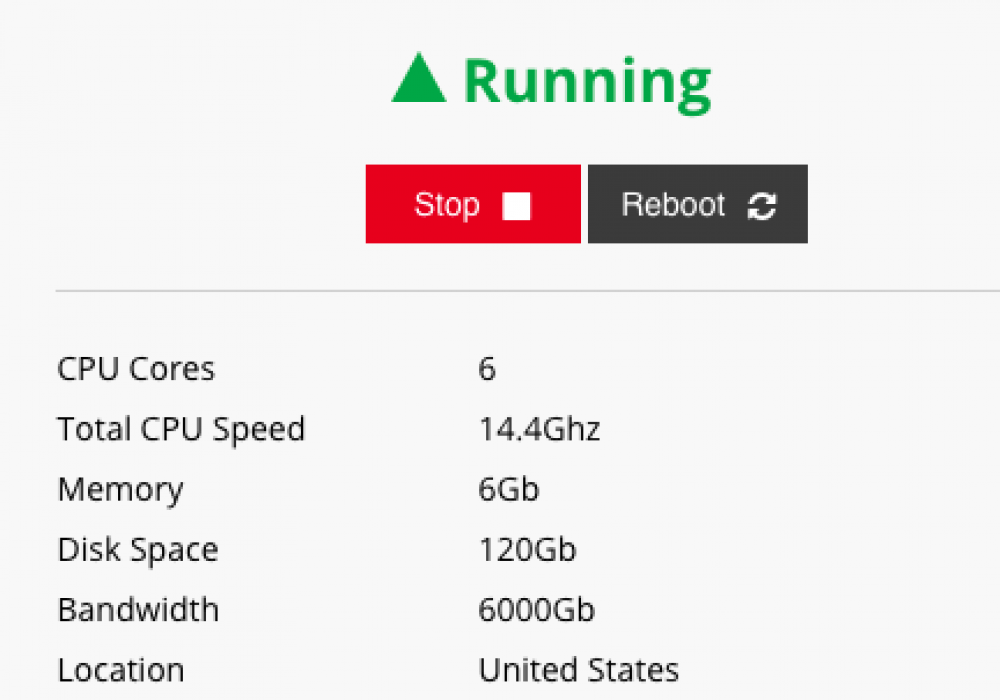 Running
Stop Reboot
CPU Cores 6
Total CPU Speed 14.4Ghz
Memory 6Gb
Disk Space 120Gb
Bandwidth 6000Gb
Location United States